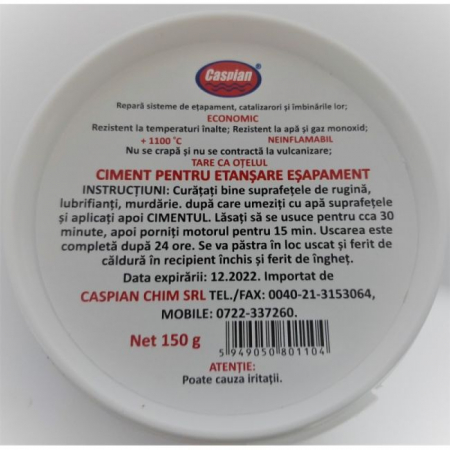 Caspian®
Repară sisteme de eșapament, catalizarori și îmbinările lor;
ECONOMIC
Rezistent la temperaturi înalte; Rezistent la apă și gaz monoxid;
+ 1100 °C NEINFLAMABIL
Nu se crapă și nu se contractă la vulcanizare;
TARE CA OȚELUL
CIMENT PENTRU ETANȘARE EȘAPAMENT
INSTRUCȚIUNI: Curățați bine suprafețele de rugină,
lubrifianți, murdărie. după care umeziți cu apă suprafețele
și aplicați apoi CIMENTUL. Lăsați să se usuce pentru cca 30
minute, apoi porniți motorul pentru 15 min. Uscarea este
completă după 24 ore. Se va păstra în loc uscat și ferit de
căldură în recipient închis și ferit de îngheț.
Data expirării: 12.2022. Importat de
CASPIAN CHIM SRL TEL./FAX: 0040-21-3153064,
MOBILE: 0722-337260.
Net 150 g
5 949050 801104
ATENȚIE:
Poate cauza iritații.